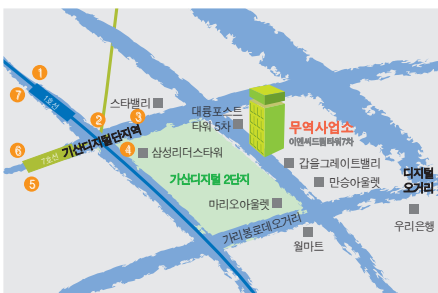 1
7
1호선
스타밸리
2
3
대륭포스트
타워 5차
무역사업소
이앤씨드림타워7차
가산디지털단지역
6
7호선
5
4
삼성리더스타워
갑을그레이트밸리
가산디지털 2단지
만승아울렛
디지털
오거리
마리오아울렛
가리봉로데오거리
월마트
우리은행